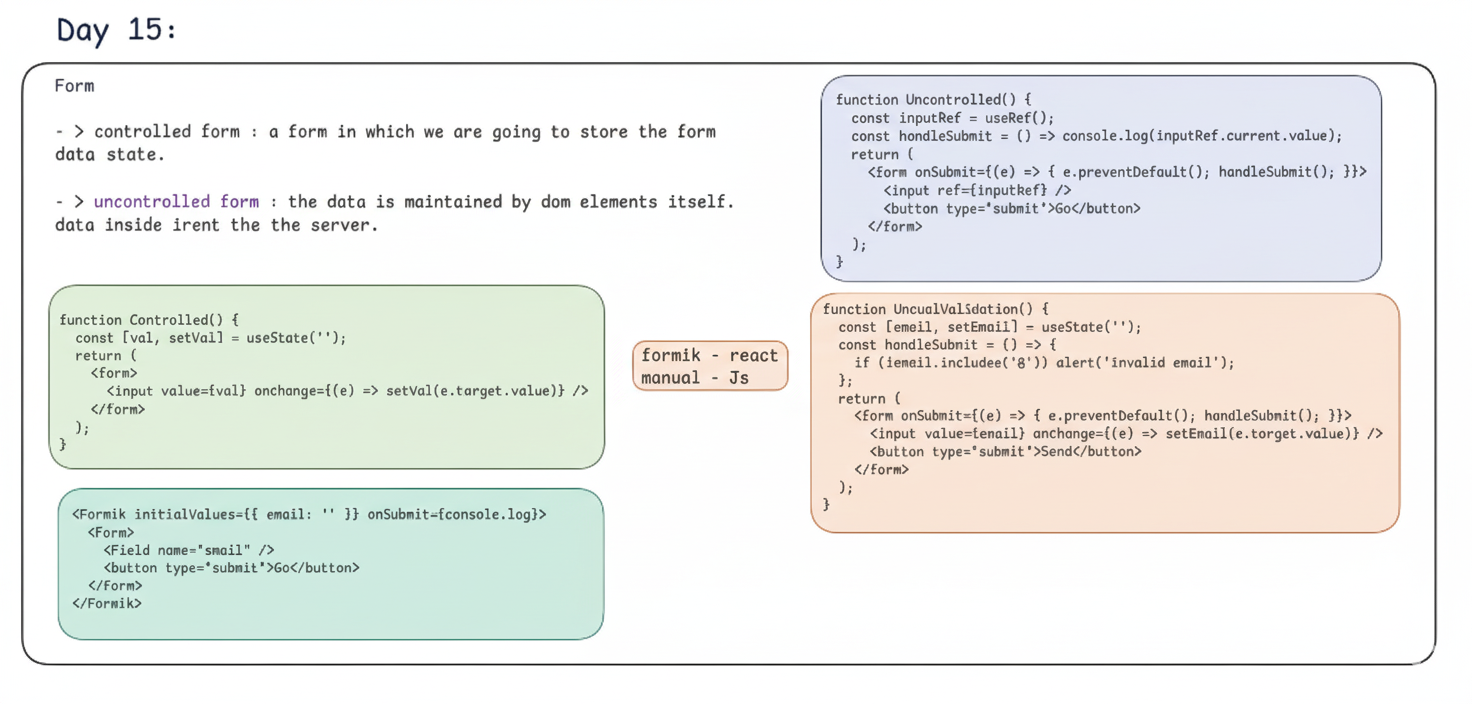 Day 15:
Form
- > controlled form : a form in which we are going to store the form
data state.
- > uncontrolled form : the data is maintained by dom elements itself.
data inside irent the the server.
function Uncontrolled() {
const inputRef = useRef();
const hondleSubmit = () => console.log(inputRef.current.value);
return (
<form onSubmit={(e) => { e.preventDefault(); handleSubmit(); }}>
<input ref={inputRef} />
<button type="submit">Go</button>
</form>
);
}
function Controlled() {
const [val, setVal] = useState('');
return (
<form>
<input value={val} onchange={(e) => setVal(e.target.value)} />
</form>
);
}
formik - react
manual - Js
function UncualValSdation() {
const [emeil, setEmail] = useState('');
const handleSubnit = () => {
if (iemail.includee('8')) alert('invalid email');
};
return (
<form onSubmit={(e) => { e.preventDefault(); handleSubmit(); }}>
<input value={enail} anchange={(e) => setEmail(e.torget.value)} />
<button type="submit">Send</button>
</form>
);
}
<Formik initialValues={{ email: '' }} onSubmit={console.log}>
<Form>
<Field name="smail" />
<button type="submit">Go</button>
</Form>
</Formik>